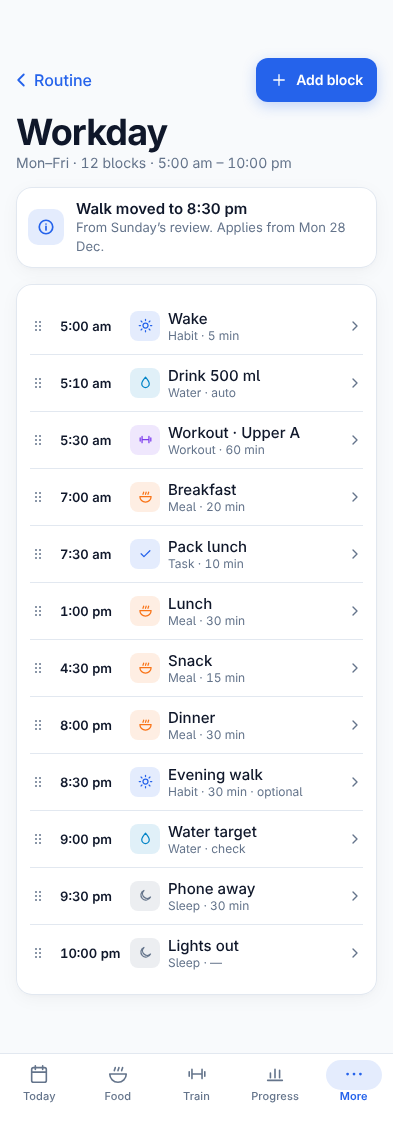 Routine
Add block
Workday
Mon–Fri · 12 blocks · 5:00 am – 10:00 pm
Walk moved to 8:30 pm
From Sunday’s review. Applies from Mon 28
Dec.
5:00 am
Wake
Habit · 5 min
5:10 am
Drink 500 ml
Water · auto
5:30 am
Workout · Upper A
Workout · 60 min
7:00 am
Breakfast
Meal · 20 min
7:30 am
Pack lunch
Task · 10 min
1:00 pm
Lunch
Meal · 30 min
4:30 pm
Snack
Meal · 15 min
8:00 pm
Dinner
Meal · 30 min
8:30 pm
Evening walk
Habit · 30 min · optional
9:00 pm
Water target
Water · check
9:30 pm
Phone away
Sleep · 30 min
10:00 pm
Lights out
Sleep · —
Today
Food
Train
Progress
More